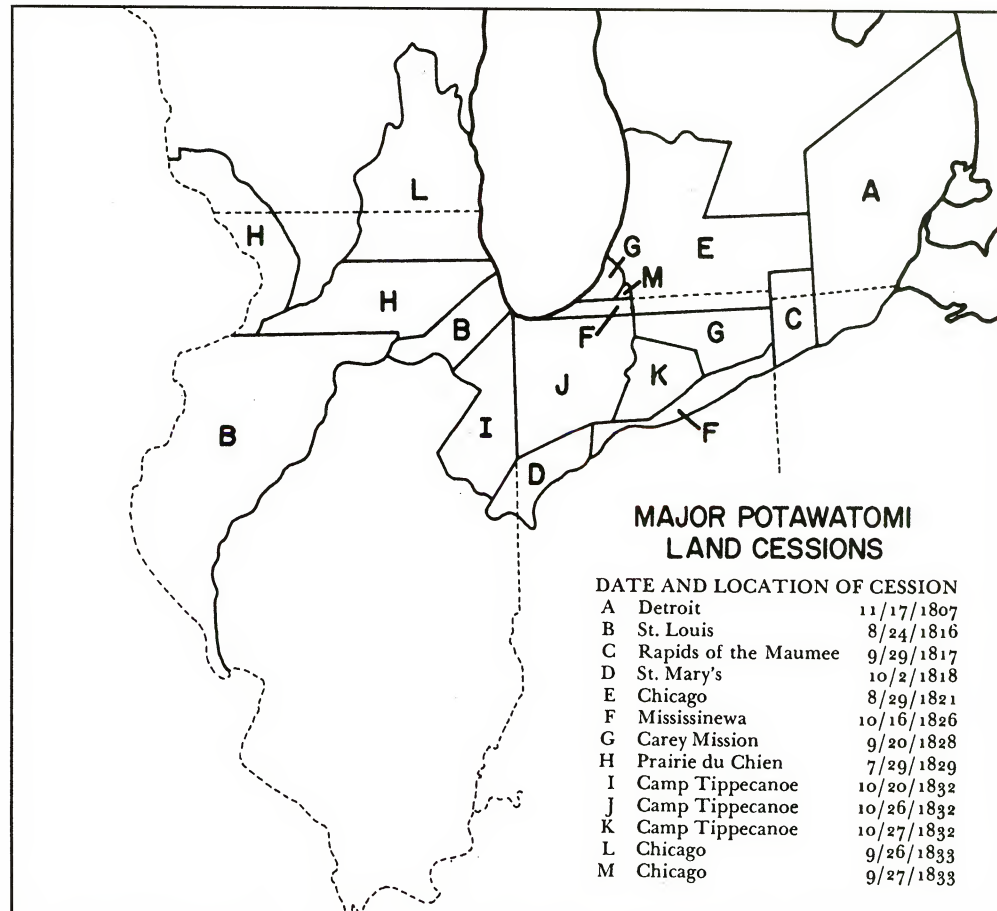 L
A
H
G
E
M
H
B
F
G
C
J
K
I
B
F
D
MAJOR POTAWATOMI
LAND CESSIONS
DATE AND LOCATION OF CESSION
A Detroit 11/17/1807
B St. Louis 8/24/1816
C Rapids of the Maumee 9/29/1817
D St. Mary's 10/2/1818
E Chicago 8/29/1821
F Mississinewa 10/16/1826
G Carey Mission 9/20/1828
H Prairie du Chien 7/29/1829
I Camp Tippecanoe 10/20/1832
J Camp Tippecanoe 10/26/1832
K Camp Tippecanoe 10/27/1832
L Chicago 9/26/1833
M Chicago 9/27/1833